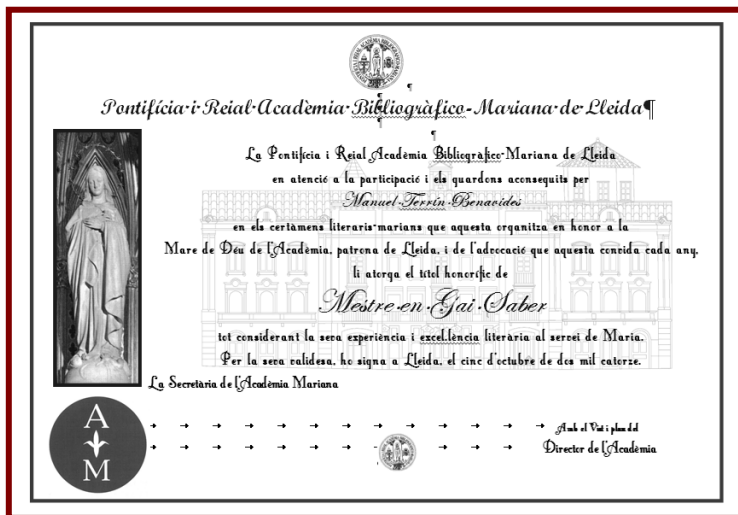 Pontifícia i Reial Acadèmia Bibliogràfico-Mariana de Lleida¶
La Pontifícia i Reial Acadèmia Bibliogràfico-Mariana de Lleida
en atenció a la participació i els guardons aconseguits per
Manuel Terrín Benavides
en els certàmens literaris-marians que aquesta organitza en honor a la
Mare de Déu de l'Acadèmia, patrona de Lleida, i de l'advocació que aquesta convida cada any,
li atorga el títol honorífic de
Mestre en Gai Saber
tot considerant la seva experiència i excel.lència literària al servei de Maria.
Per la seva validesa, ho signa a Lleida, el cinc d'octubre de dos mil catorze.
La Secretària de l'Acadèmia Mariana
A M
Amb el Vist i plau del
Director de l'Acadèmia